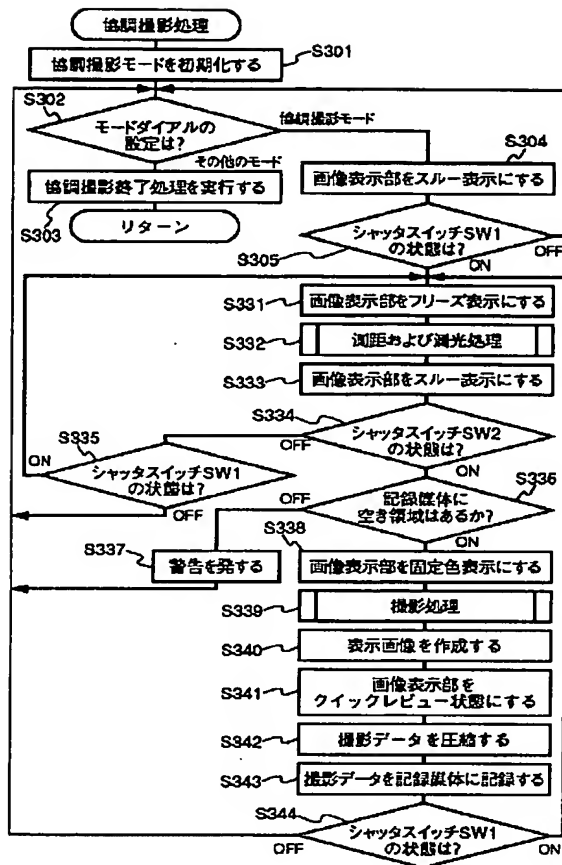 協調撮影処理
S301
協調撮影モードを初期化する
S302
モードダイアルの
設定は?
協調撮影モード
その他のモード
協調撮影終了処理を実行する
S303
リターン
S304
画像表示部をスルー表示にする
シャッタスイッチSW1
の状態は?
S305
OFF
ON
S331
画像表示部をフリーズ表示にする
S332
測距および測光処理
S333
画像表示部をスルー表示にする
S334
シャッタスイッチSW2
の状態は?
OFF
ON
S335
シャッタスイッチSW1
の状態は?
ON
OFF
S336
記録媒体に
空き領域はあるか?
OFF
ON
S337
警告を発する
S338
画像表示部を固定色表示にする
S339
撮影処理
S340
表示画像を作成する
S341
画像表示部を
クイックレビュー状態にする
S342
撮影データを圧縮する
S343
撮影データを記録媒体に記録する
S344
シャッタスイッチSW1
の状態は?
OFF
ON